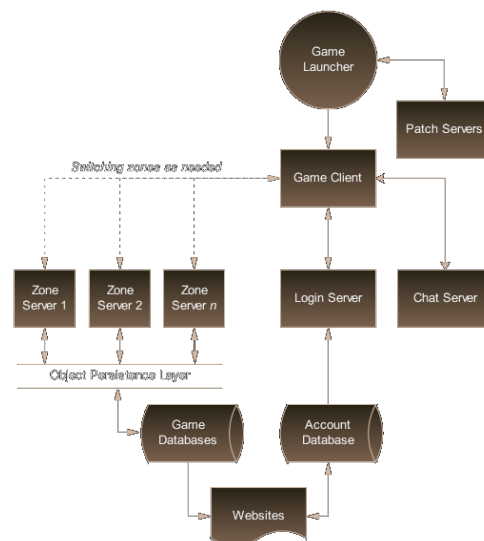 Game
Launcher
Patch Servers
Switching zones as needed
Game Client
Zone
Server 1
Zone
Server 2
Zone
Server n
Login Server
Chat Server
Object Persistence Layer
Game
Databases
Account
Database
Websites